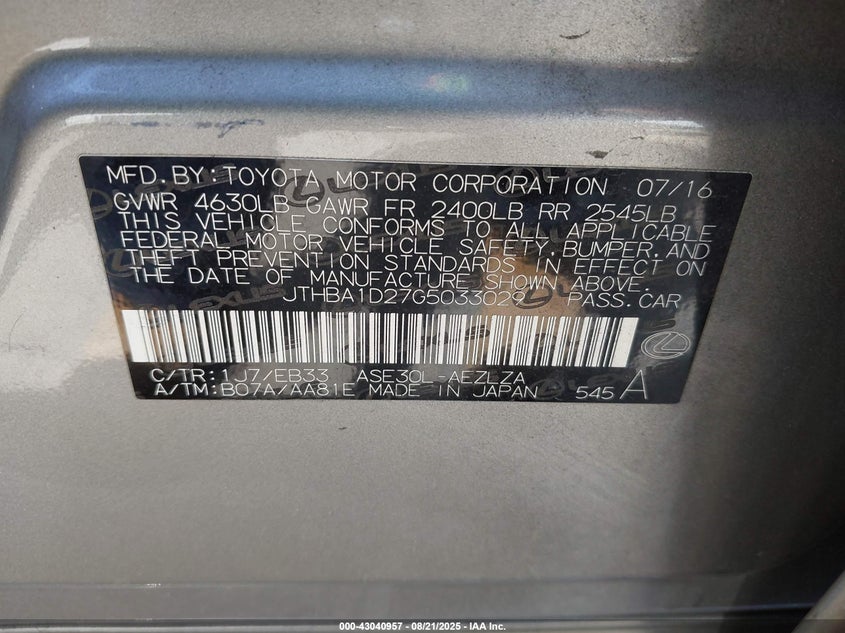 MFD.BY:TOYOTA MOTOR CORPORATION 07/16
GVWR 4630LB GAWR FR 2400LB RR 2545LB
THIS VEHICLE CONFORMS TO ALL APPLICABLE
FEDERAL MOTOR VEHICLE SAFETY,BUMPER,AND
THEFT PREVENTION STANDARDS IN EFFECT ON
THE DATE OF MANUFACTURE SHOWN ABOVE.
JTHBA1D27G5033029 PASS.CAR
C/TR:1J7/EB33 ASE30L-AEZLZA
A/TM:B07A/AA81E MADE IN JAPAN 545 A
000-43040957 - 08/21/2025 - IAA Inc.